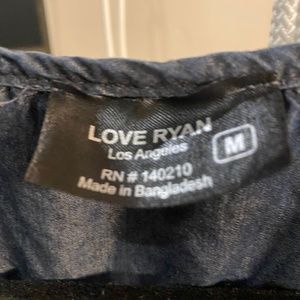 LOVE RYAN
Los Angeles
M
RN # 140210
Made in Bangladesh